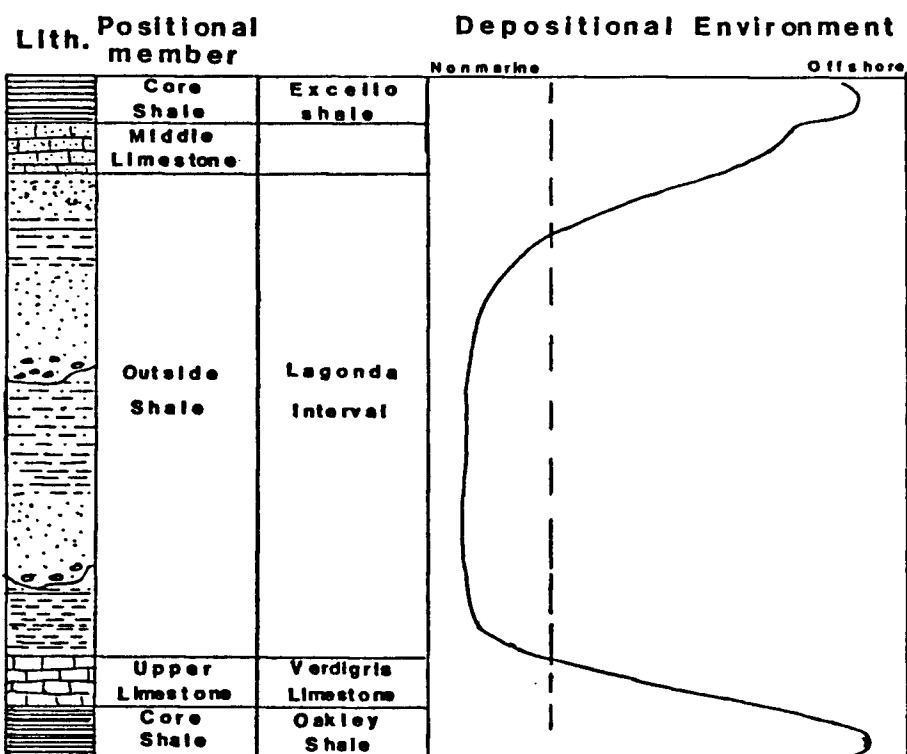 Lith.
Positional
member
Depositional Environment
Nonmarine
Offshore
Core
Shale
Excello
shale
Middle
Limestone
Outside
Shale
Lagonda
Interval
Upper
Limestone
Verdigris
Limestone
Core
Shale
Oakley
Shale